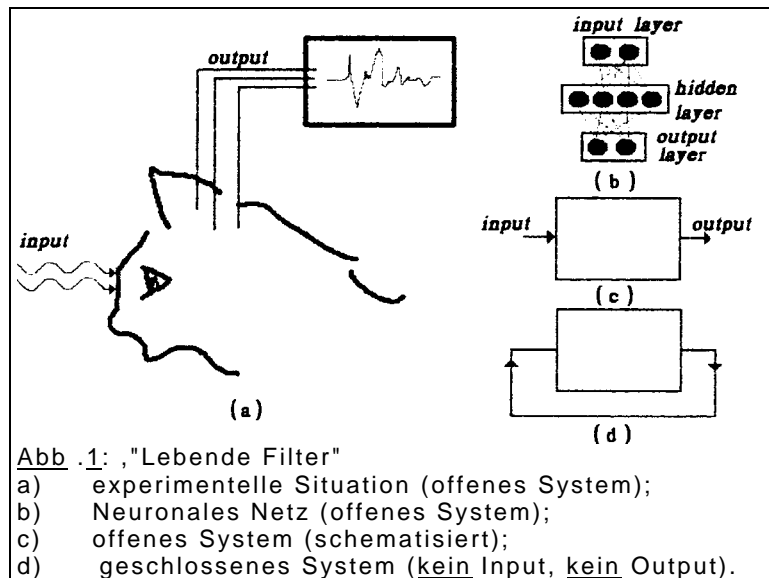 output
input
(a)
input layer
hidden
layer
output
layer
(b)
input
output
(c)
(d)
Abb .1: ,"Lebende Filter"
a) experimentelle Situation (offenes System);
b) Neuronales Netz (offenes System);
c) offenes System (schematisiert);
d) geschlossenes System (kein Input, kein Output).